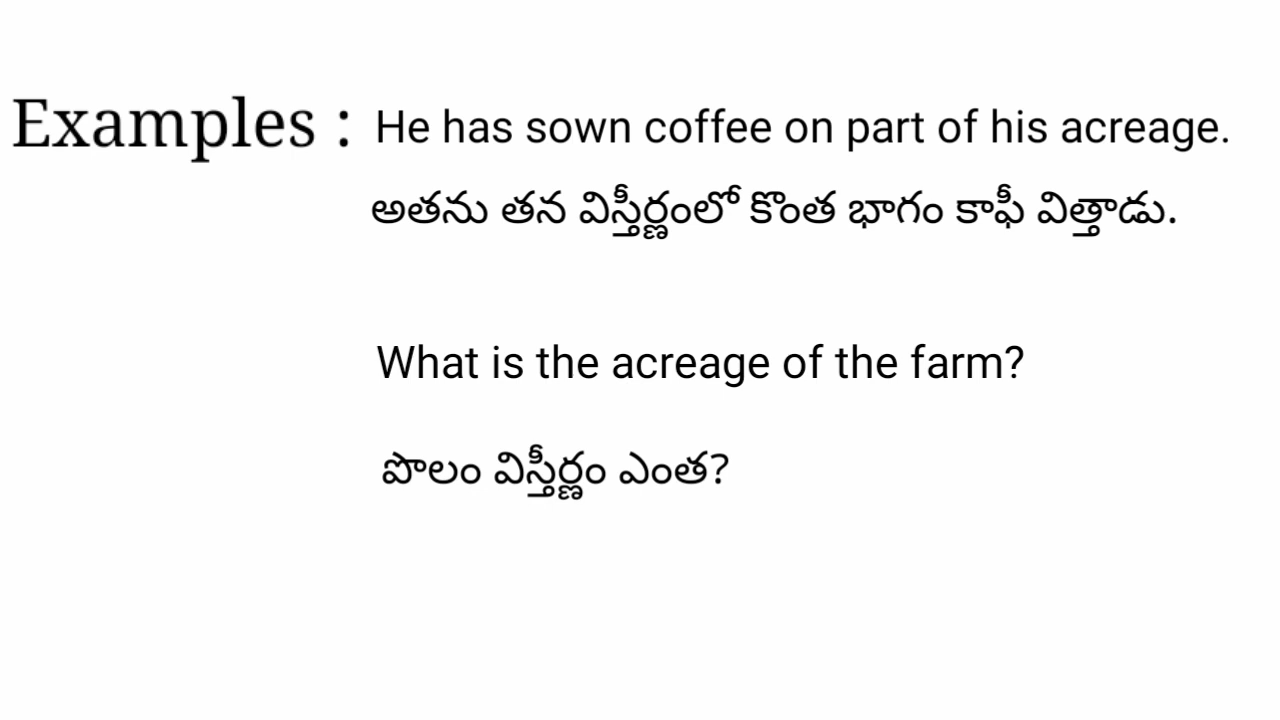 Examples : He has sown coffee on part of his acreage.
అతను తన విస్తీర్ణంలో కొంత భాగం కాఫీ విత్తాడు.
What is the acreage of the farm?
పొలం విస్తీర్ణం ఎంత?